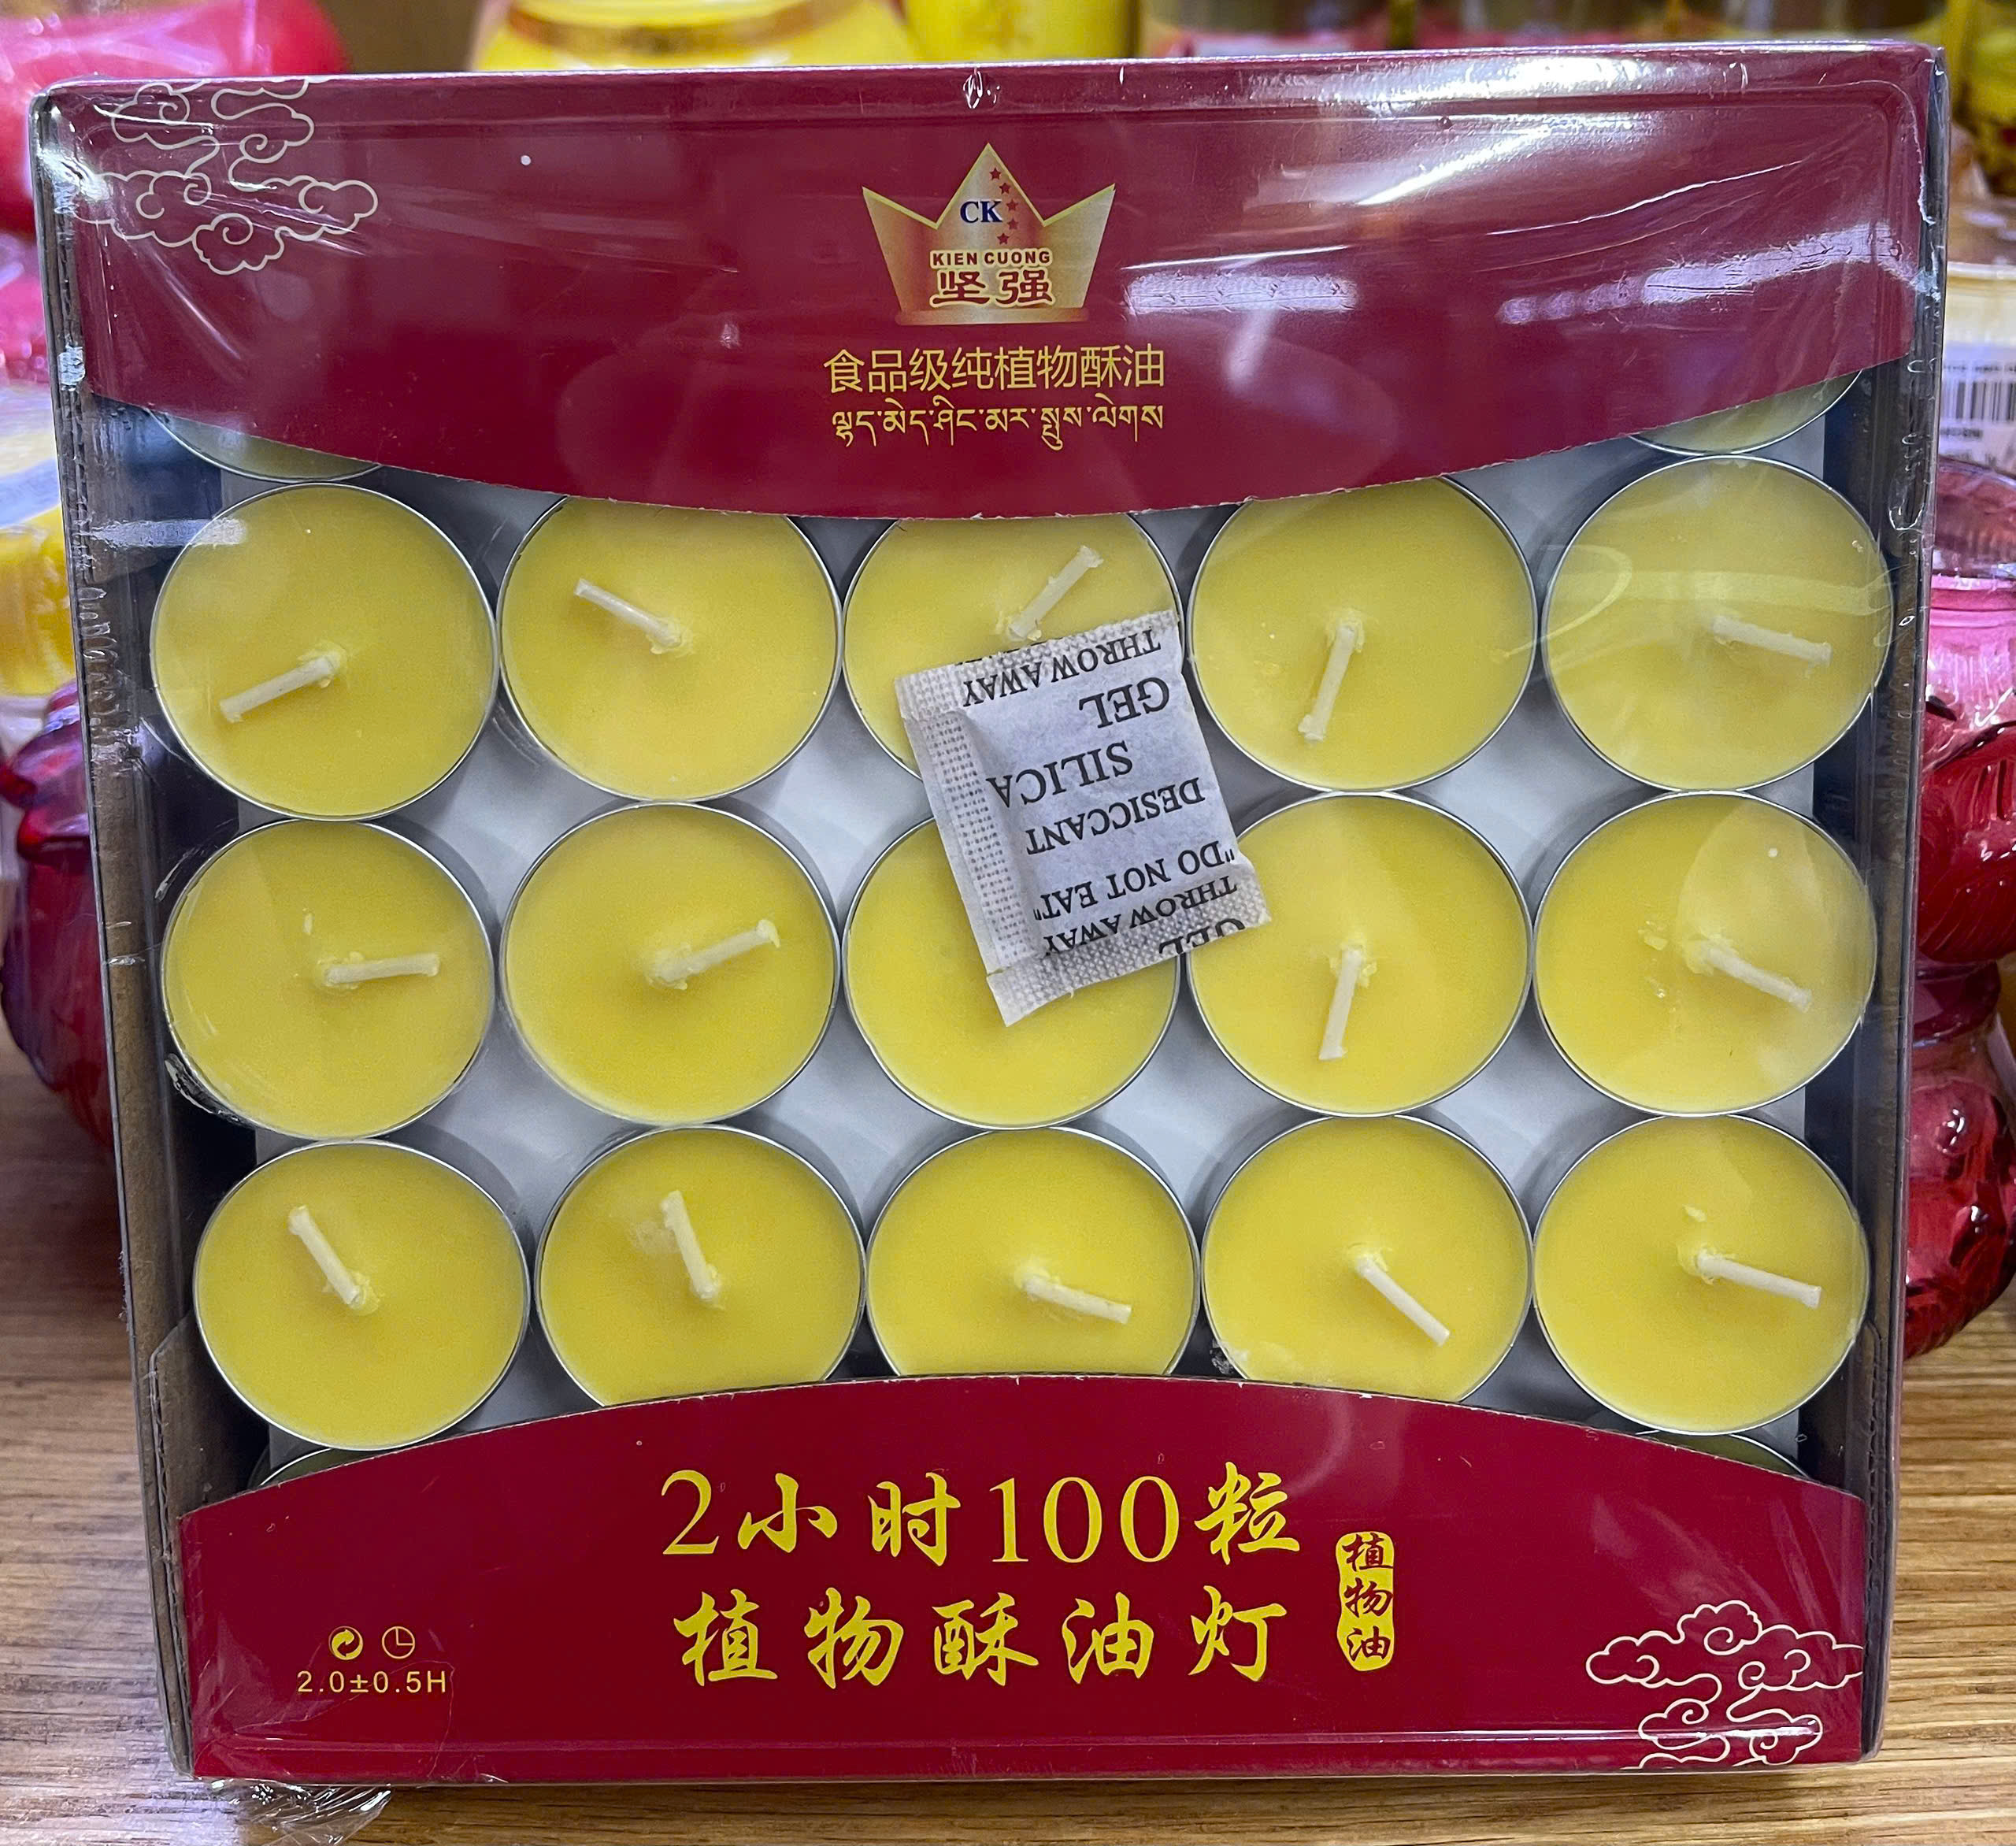 CK
KIEN CUONG
坚强
食品级纯植物酥油
ལྷད་མེད་ཤིང་མར་སྤུས་ལེགས
THROW AWAY
GEL
SILICA
DESICCANT
"DO NOT EAT"
THROW AWAY
GEL
2小时100粒
植物酥油灯
植物油
2.0±0.5H